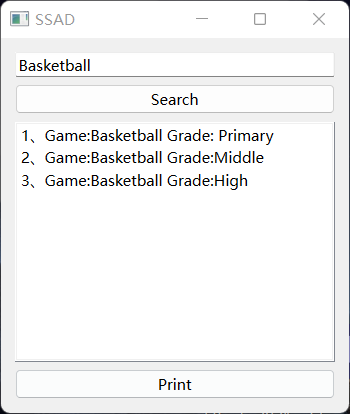 SSAD
Basketball
Search
1、Game:Basketball Grade: Primary
2、Game:Basketball Grade:Middle
3、Game:Basketball Grade:High
Print